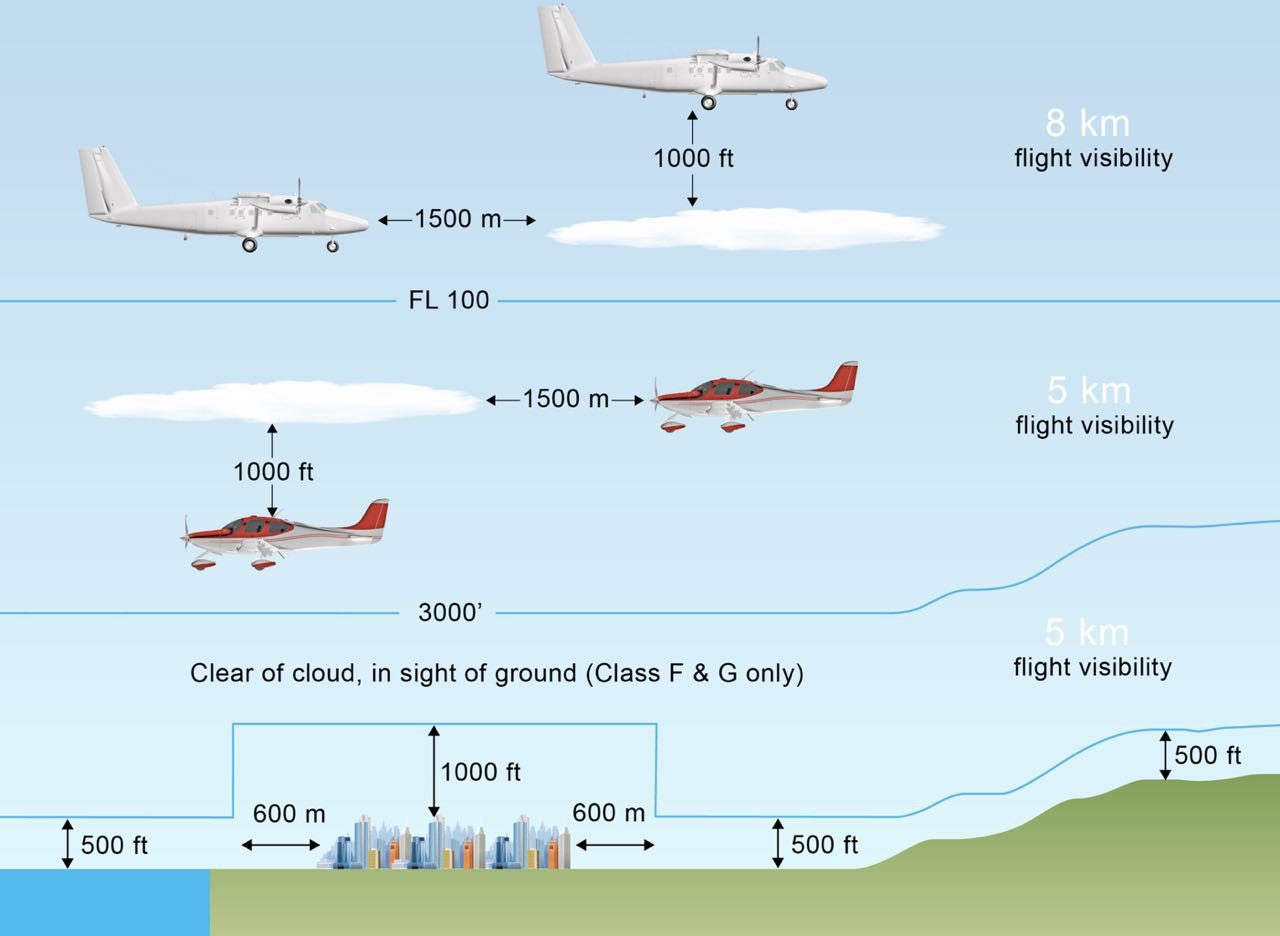 8 km
flight visibility
1000 ft
1500 m
FL 100
5 km
flight visibility
1500 m
1000 ft
3000’
5 km
flight visibility
Clear of cloud, in sight of ground (Class F & G only)
500 ft
1000 ft
600 m
600 m
500 ft
500 ft